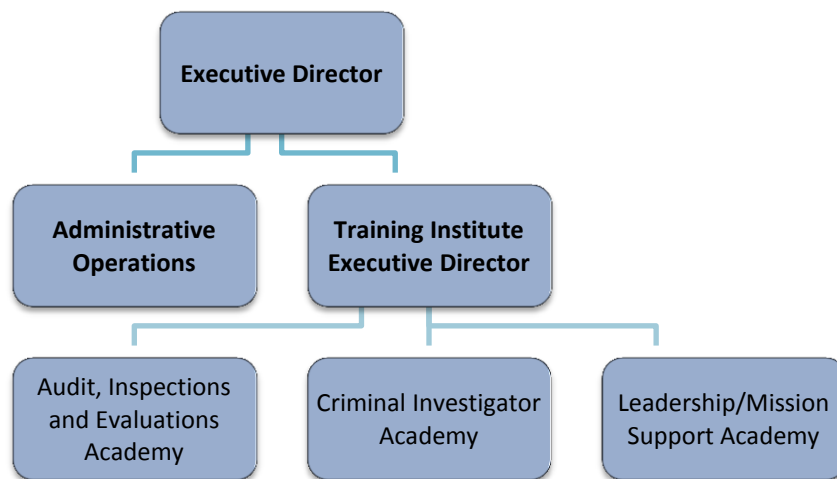 Executive Director
Administrative
Operations
Training Institute
Executive Director
Audit, Inspections
and Evaluations
Academy
Criminal Investigator
Academy
Leadership/Mission
Support Academy